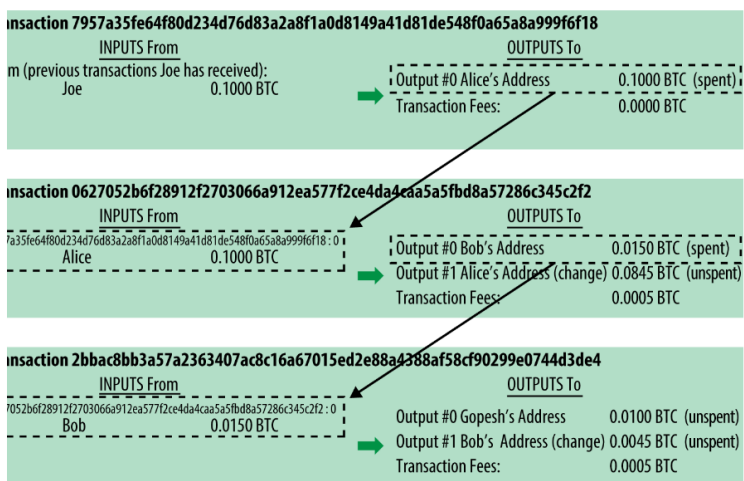 ansaction 7957a35fe64f80d234d76d83a2a8f1a0d8149a41d81de548f0a65a8a999f6f18
INPUTS From OUTPUTS To
m (previous transactions Joe has received):
Joe 0.1000 BTC
Output #0 Alice's Address 0.1000 BTC (spent)
Transaction Fees: 0.0000 BTC
ansaction 0627052b6f28912f2703066a912ea577f2ce4da4caa5a5fbd8a57286c345c2f2
INPUTS From OUTPUTS To
7a35fe64f80d234d76d83a2a8f1a0d8149a41d81de548f0a65a8a999f6f18 : 0
Alice 0.1000 BTC
Output #0 Bob's Address 0.0150 BTC (spent)
Output #1 Alice's Address (change) 0.0845 BTC (unspent)
Transaction Fees: 0.0005 BTC
ansaction 2bbac8bb3a57a2363407ac8c16a67015ed2e88a4388af58cf90299e0744d3de4
INPUTS From OUTPUTS To
7052b6f28912f2703066a912ea577f2ce4da4caa5a5fbd8a57286c345c2f2 : 0
Bob 0.0150 BTC
Output #0 Gopesh's Address 0.0100 BTC (unspent)
Output #1 Bob's Address (change) 0.0045 BTC (unspent)
Transaction Fees: 0.0005 BTC